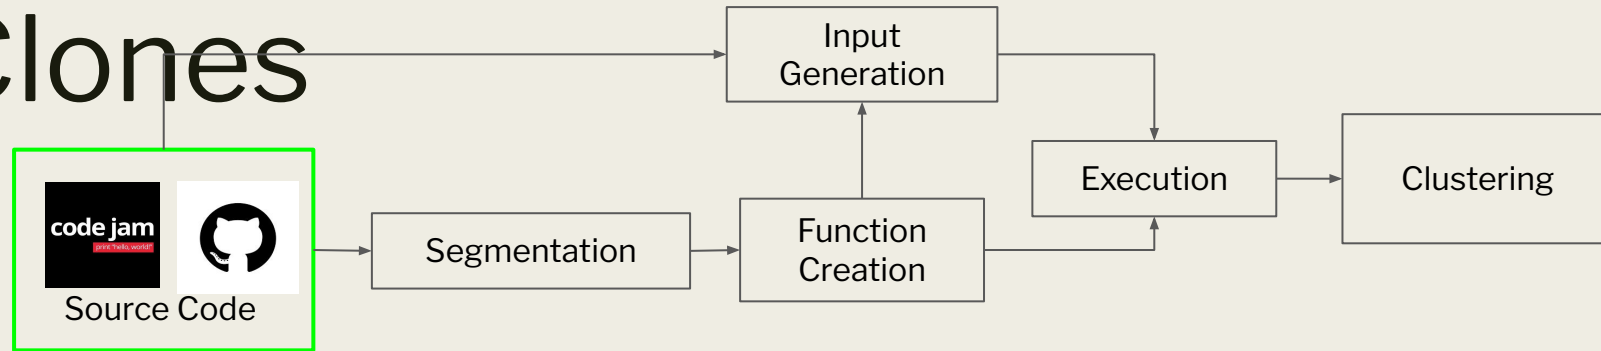 Clones
Input
Generation
Execution
Clustering
code jam
print "hello, world!"
Segmentation
Function
Creation
Source Code